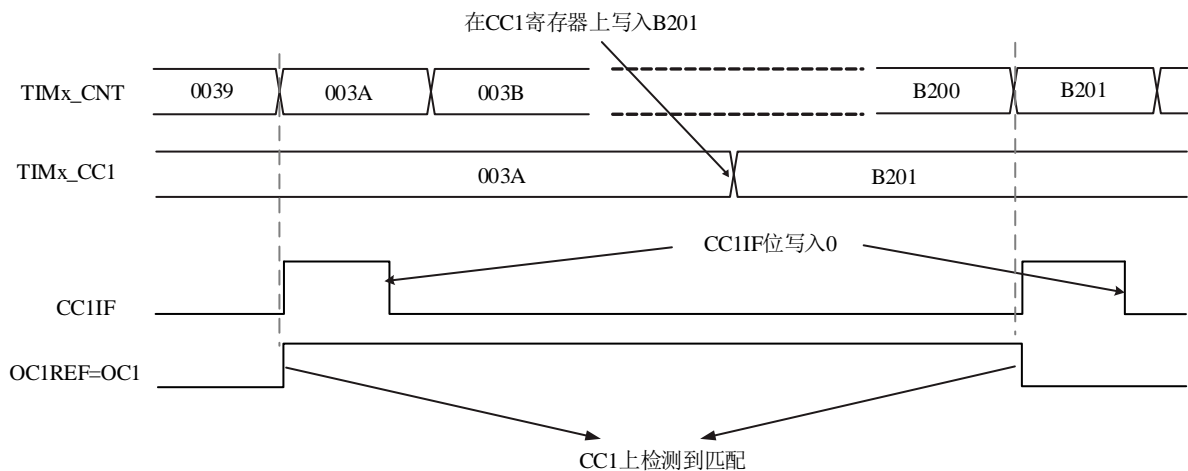 在CC1寄存器上写入B201
TIMx_CNT 0039 003A 003B B200 B201
TIMx_CC1 003A B201
CC1IF位写入0
CC1IF
OC1REF=OC1
CC1上检测到匹配